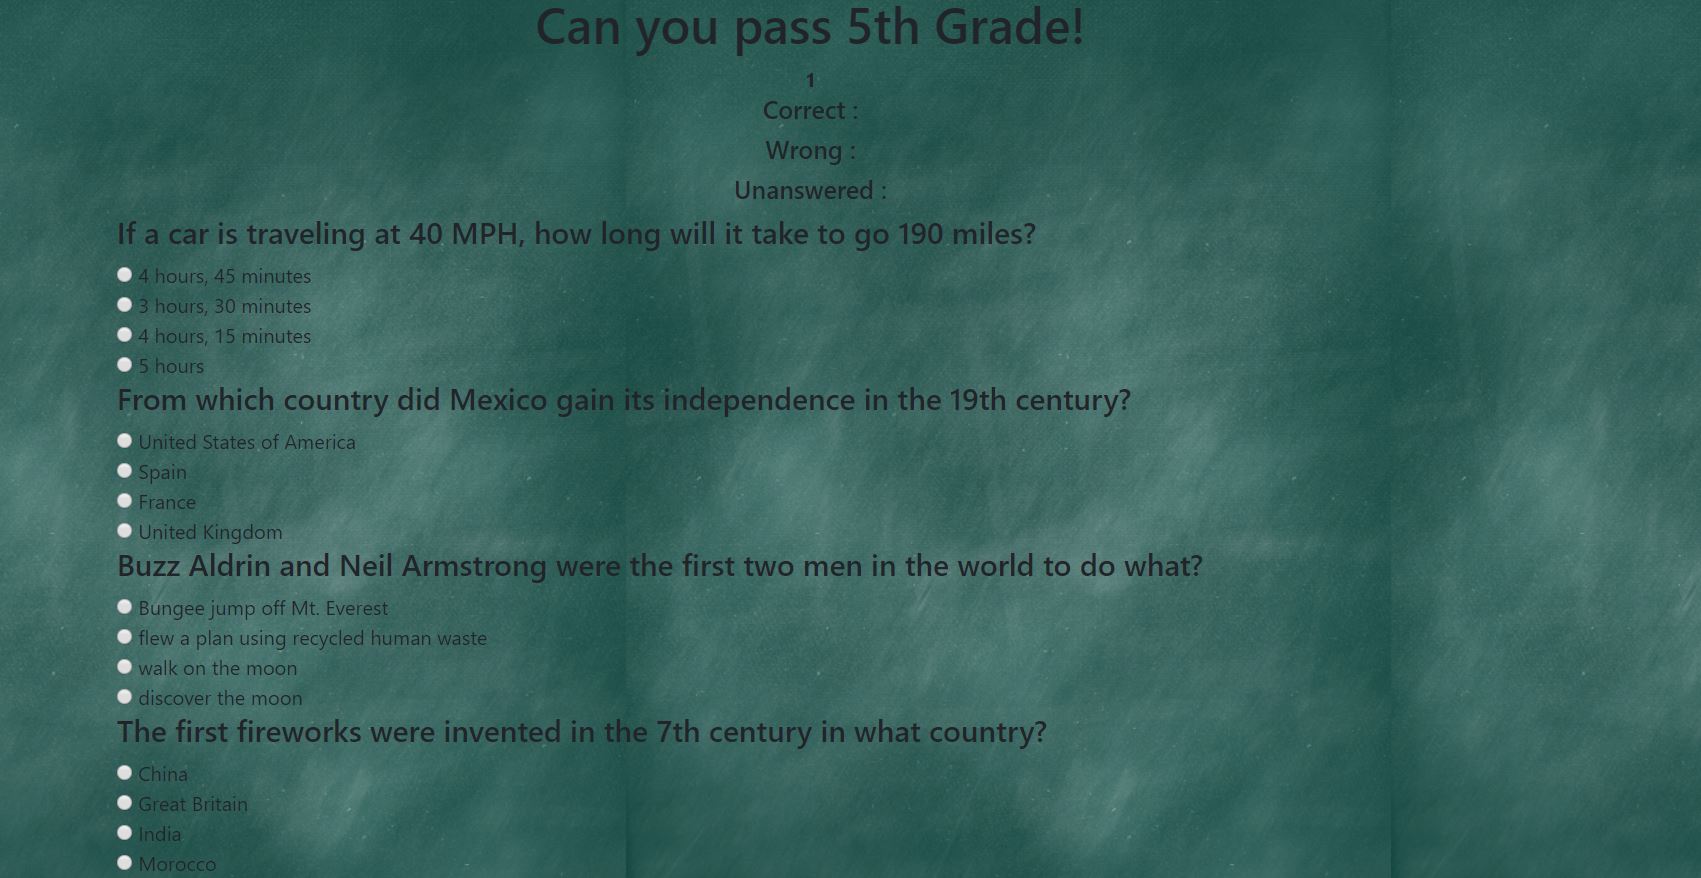 Can you pass 5th Grade!
1
Correct :
Wrong :
Unanswered :
If a car is traveling at 40 MPH, how long will it take to go 190 miles?
4 hours, 45 minutes
3 hours, 30 minutes
4 hours, 15 minutes
5 hours
From which country did Mexico gain its independence in the 19th century?
United States of America
Spain
France
United Kingdom
Buzz Aldrin and Neil Armstrong were the first two men in the world to do what?
Bungee jump off Mt. Everest
flew a plan using recycled human waste
walk on the moon
discover the moon
The first fireworks were invented in the 7th century in what country?
China
Great Britain
India
Morocco